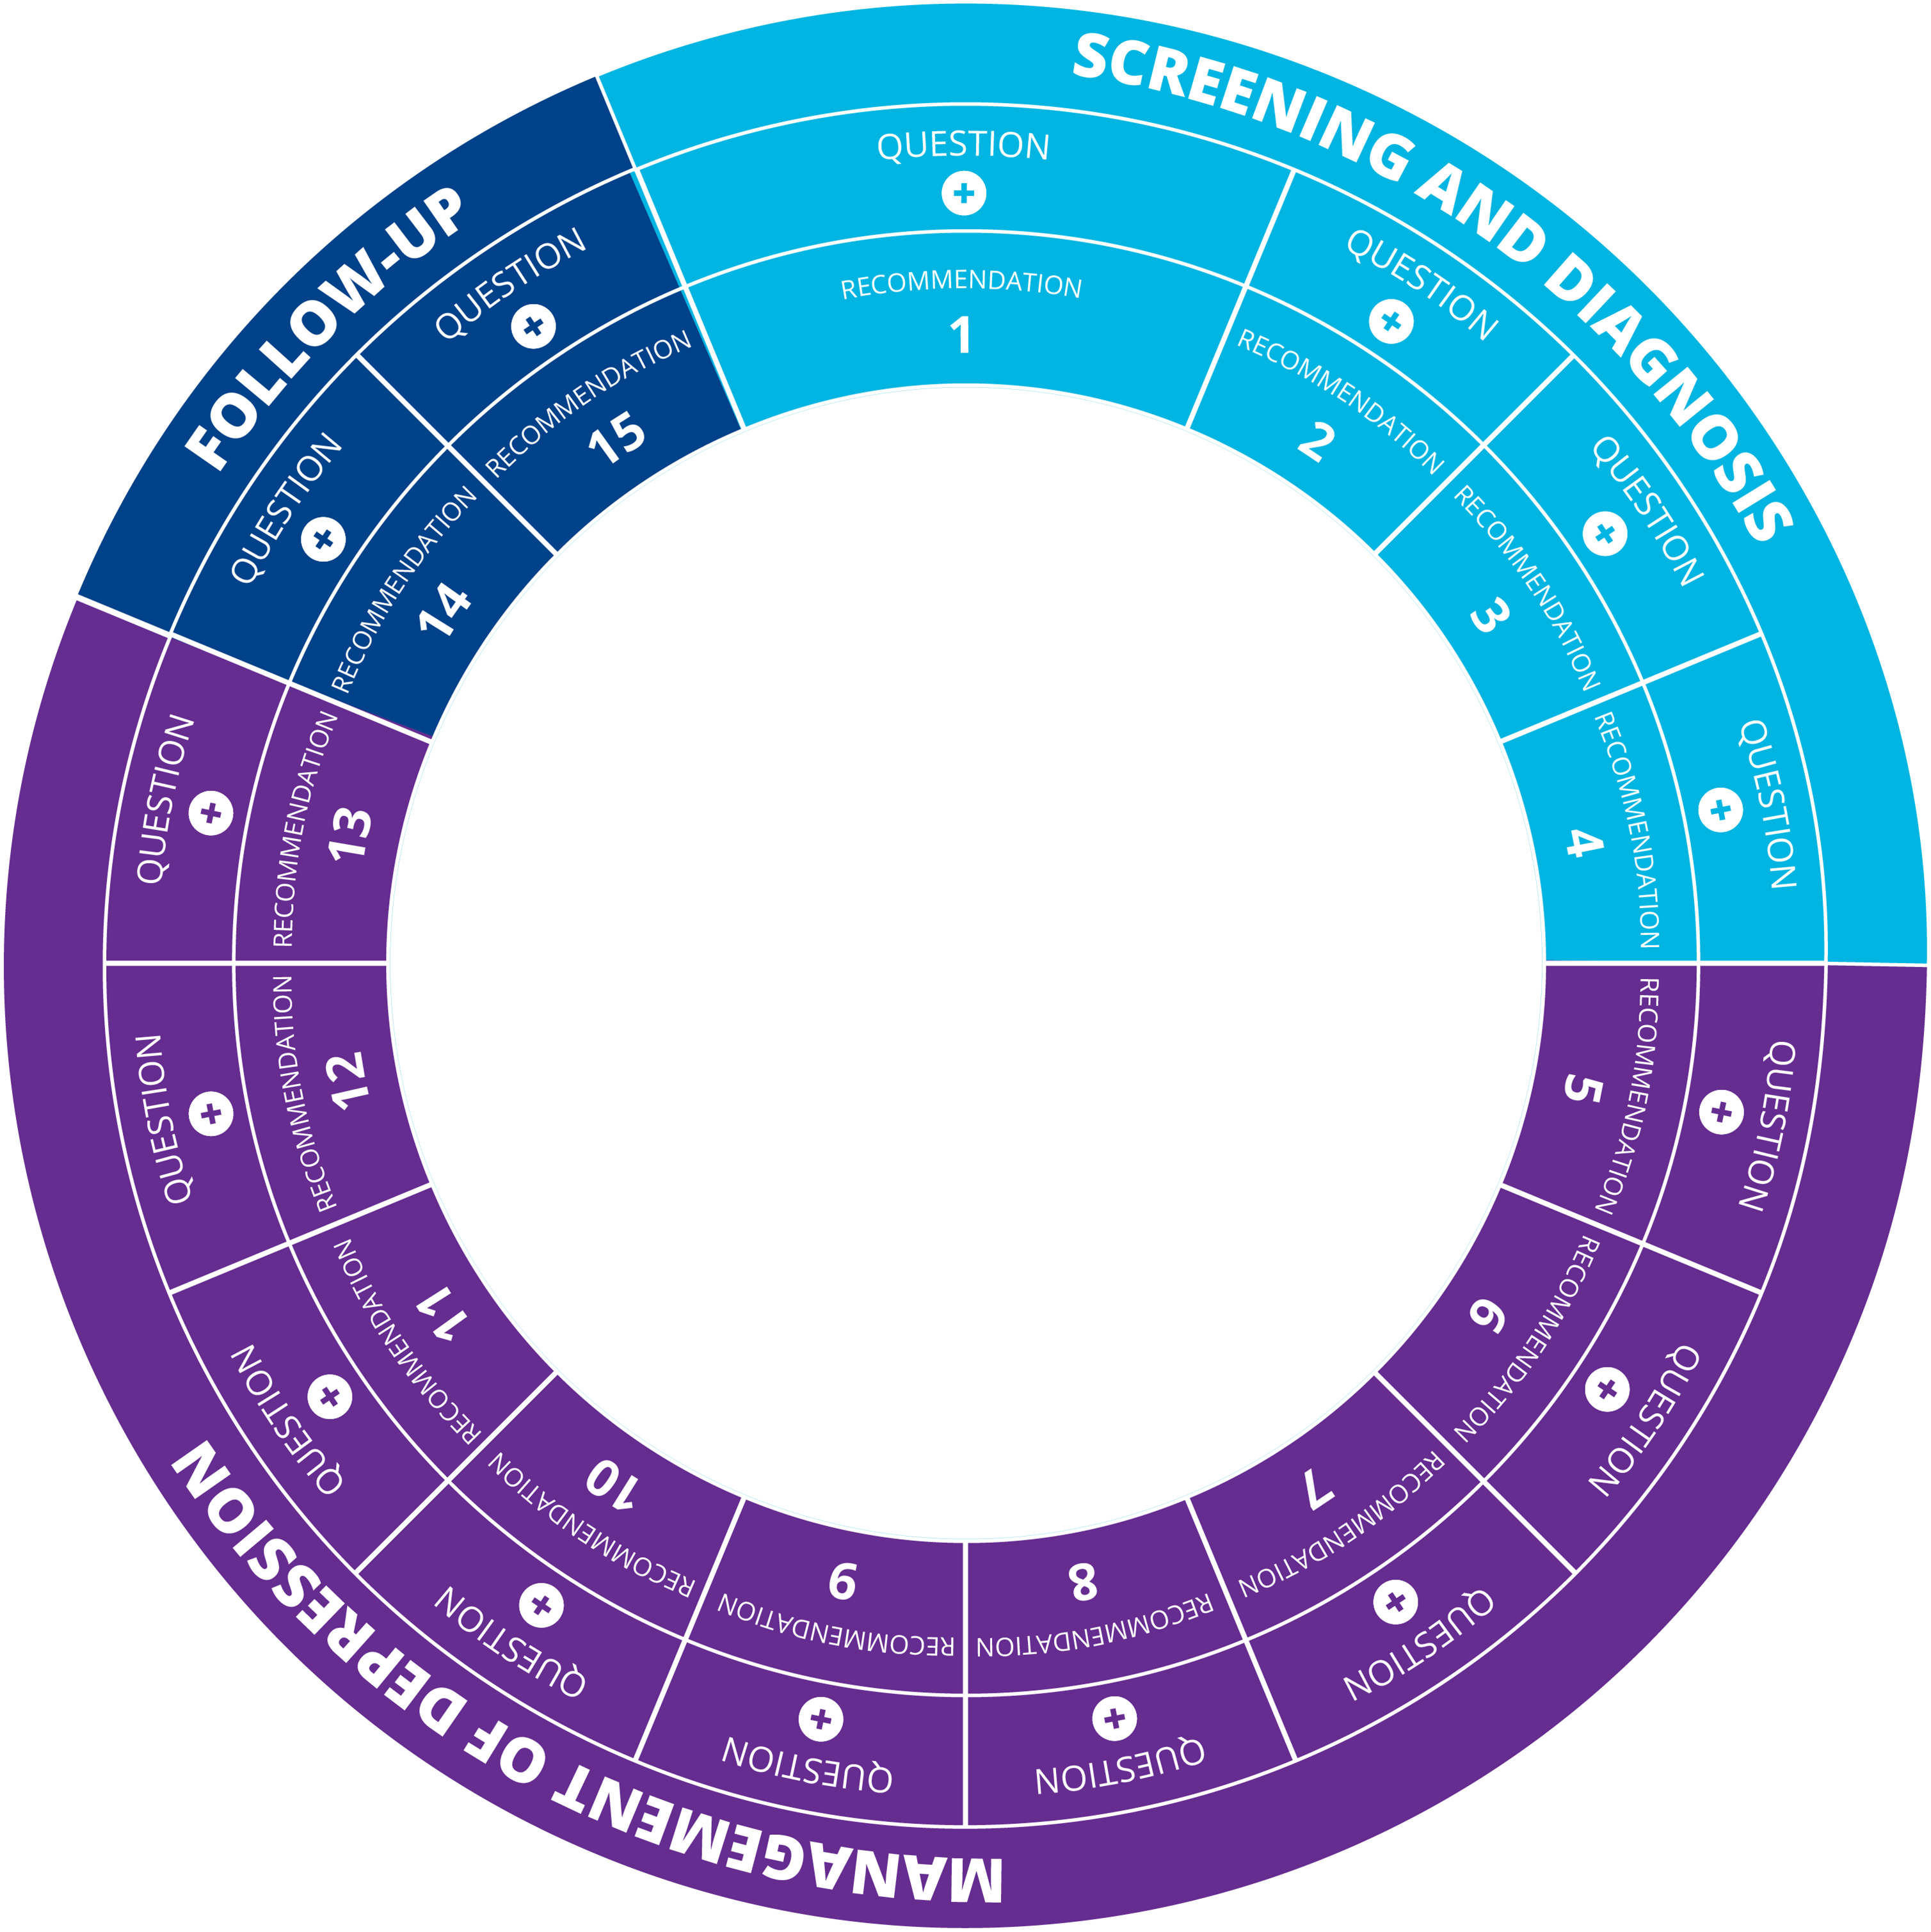 SCREENING AND DIAGNOSIS
QUESTION
RECOMMENDATION
1
QUESTION
RECOMMENDATION
2
QUESTION
RECOMMENDATION
3
QUESTION
RECOMMENDATION
4
MANAGEMENT OF DEPRESSION
QUESTION
RECOMMENDATION
5
QUESTION
RECOMMENDATION
6
QUESTION
RECOMMENDATION
7
QUESTION
RECOMMENDATION
8
QUESTION
RECOMMENDATION
9
QUESTION
RECOMMENDATION
10
QUESTION
RECOMMENDATION
11
QUESTION
RECOMMENDATION
12
QUESTION
RECOMMENDATION
13
FOLLOW-UP
QUESTION
RECOMMENDATION
14
QUESTION
RECOMMENDATION
15